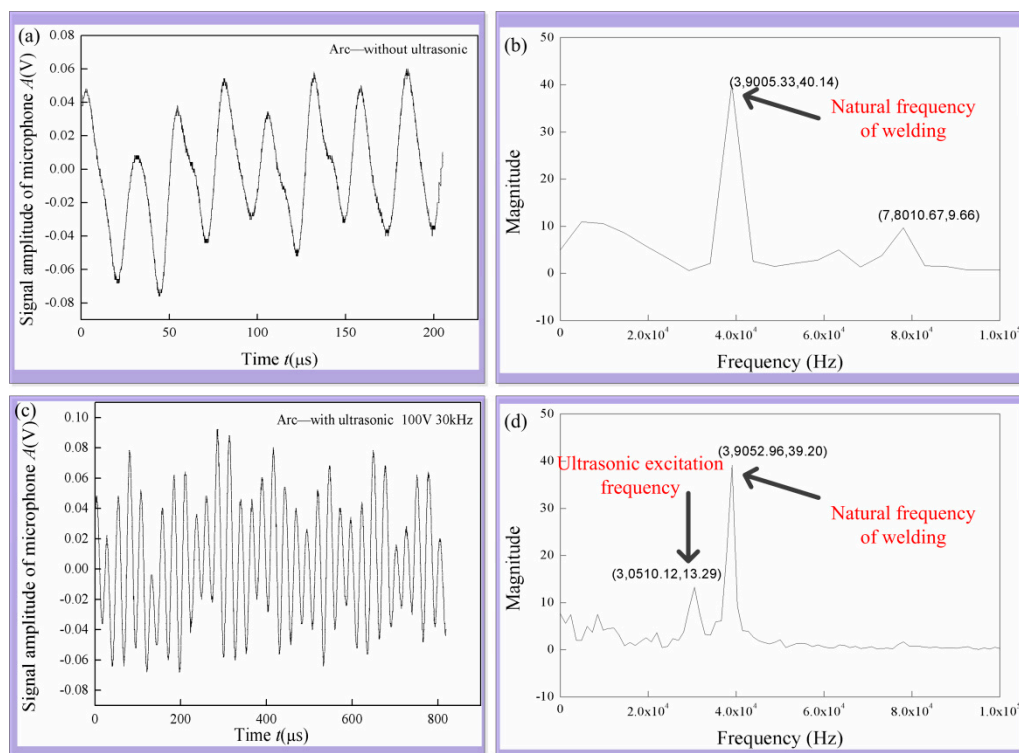 (a)
Arc—without ultrasonic
Signal amplitude of microphone A(V)
0.08
0.06
0.04
0.02
0.00
-0.02
-0.04
-0.06
-0.08
0 50 100 150 200
Time t(μs)
(b)
50
40
30
20
10
0
-10
Magnitude
(3,9005.33,40.14)
Natural frequency
of welding
(7,8010.67,9.66)
0.0 2.0x10⁴ 4.0x10⁴ 6.0x10⁴ 8.0x10⁴ 1.0x10⁵
Frequency (Hz)
(c)
Arc—with ultrasonic 100V 30kHz
Signal amplitude of microphone A(V)
0.10
0.08
0.06
0.04
0.02
0.00
-0.02
-0.04
-0.06
-0.08
0 200 400 600 800
Time t(μs)
(d)
50
40
30
20
10
0
-10
Magnitude
(3,9052.96,39.20)
Ultrasonic excitation
frequency
Natural frequency
of welding
(3,0510.12,13.29)
0.0 2.0x10⁴ 4.0x10⁴ 6.0x10⁴ 8.0x10⁴ 1.0x10⁵
Frequency (Hz)